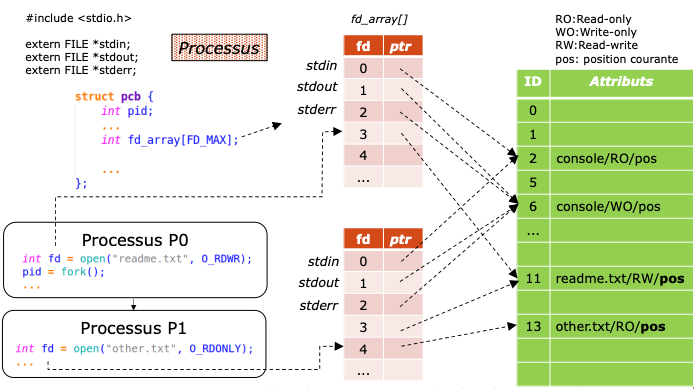 #include <stdio.h>
extern FILE *stdin;
extern FILE *stdout;
extern FILE *stderr;
Processus
struct pcb {
int pid;
...
int fd_array[FD_MAX];
...
};
fd_array[]
fd ptr
stdin 0
stdout 1
stderr 2
3
4
...
RO:Read-only
WO:Write-only
RW:Read-write
pos: position courante
ID Attributs
0
1
2 console/RO/pos
5
6 console/WO/pos
...
11 readme.txt/RW/pos
13 other.txt/RO/pos
Processus P0
int fd = open("readme.txt", O_RDWR);
pid = fork();
...
Processus P1
int fd = open("other.txt", O_RDONLY);
...
fd ptr
stdin 0
stdout 1
stderr 2
3
4
...